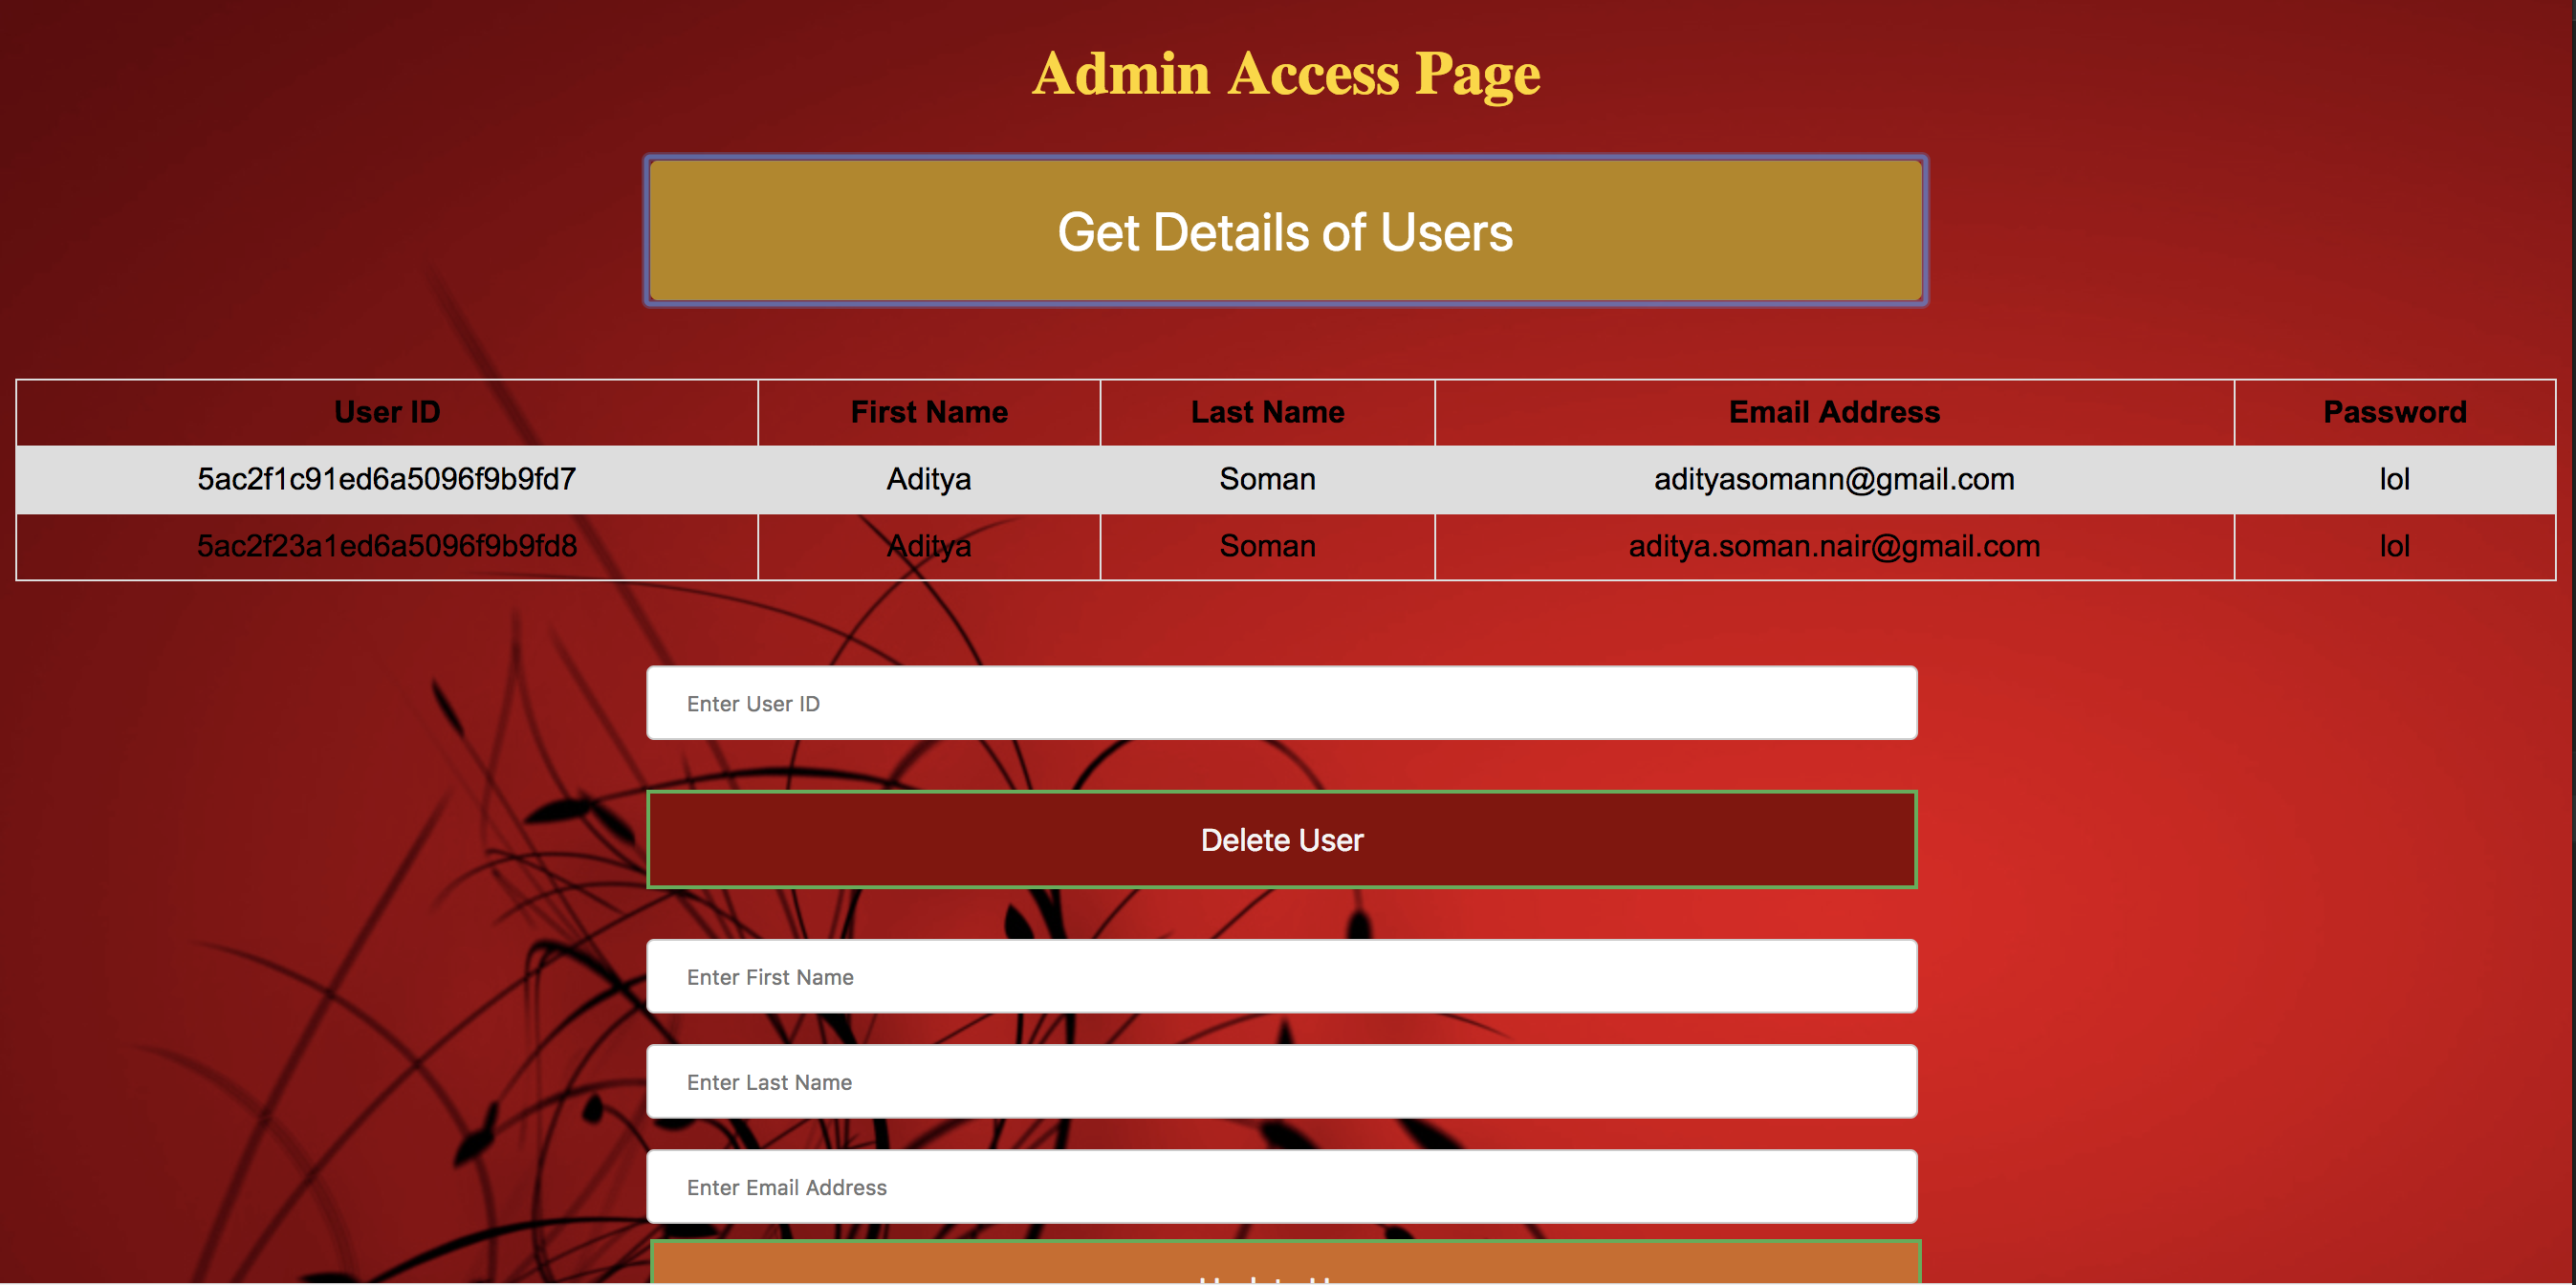 Admin Access Page
Get Details of Users
User ID First Name Last Name Email Address Password
5ac2f1c91ed6a5096f9b9fd7 Aditya Soman adityasomann@gmail.com lol
5ac2f23a1ed6a5096f9b9fd8 Aditya Soman aditya.soman.nair@gmail.com lol
Enter User ID
Delete User
Enter First Name
Enter Last Name
Enter Email Address